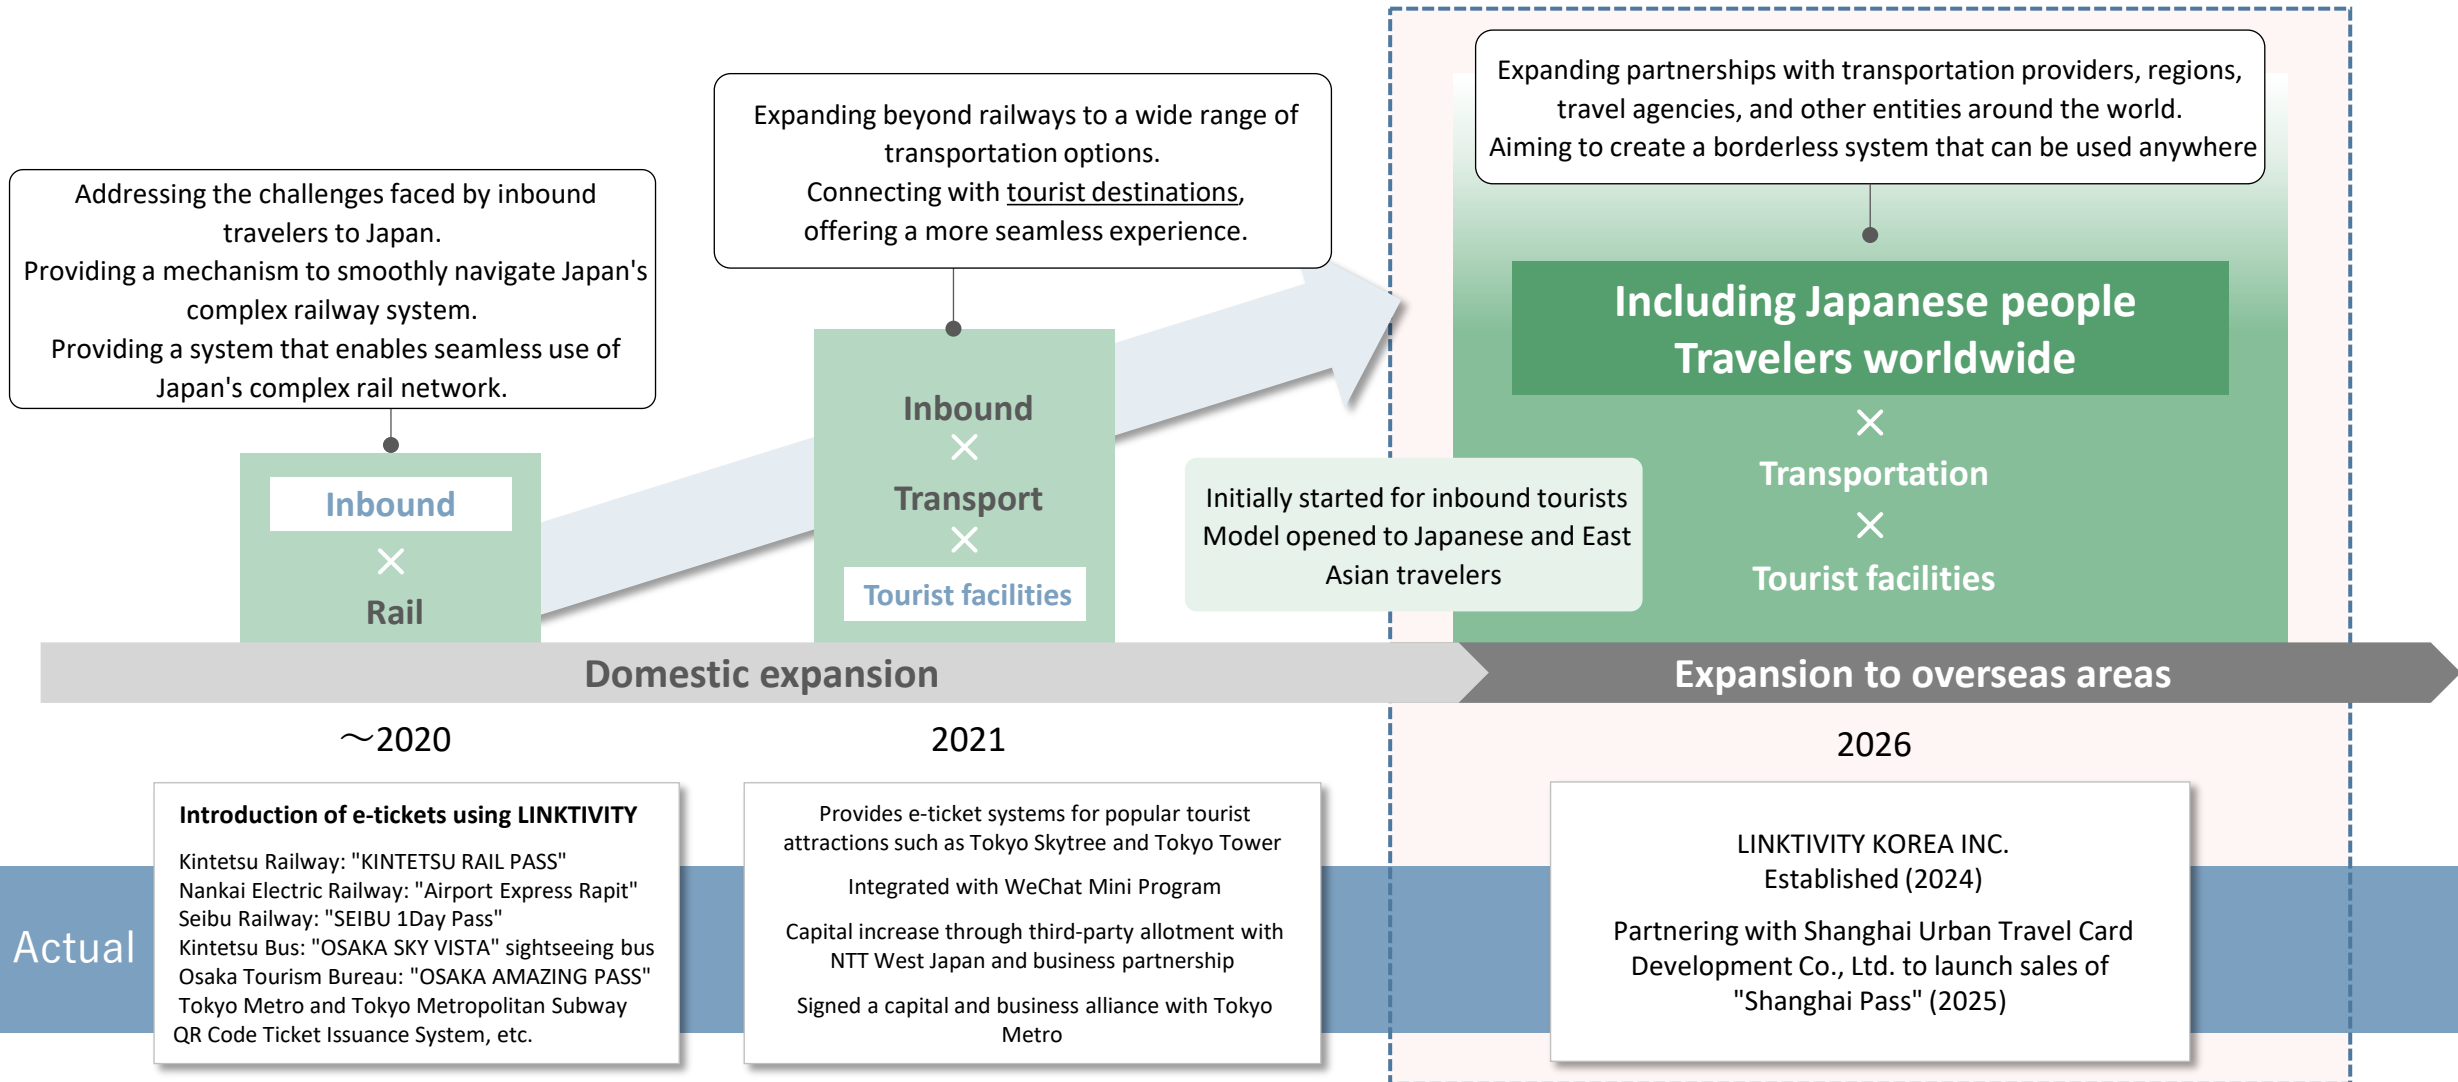 Addressing the challenges faced by inbound
travelers to Japan.
Providing a mechanism to smoothly navigate Japan's
complex railway system.
Providing a system that enables seamless use of
Japan's complex rail network.
Expanding beyond railways to a wide range of
transportation options.
Connecting with tourist destinations,
offering a more seamless experience.
Expanding partnerships with transportation providers, regions,
travel agencies, and other entities around the world.
Aiming to create a borderless system that can be used anywhere
Inbound
×
Rail
Inbound
×
Transport
×
Tourist facilities
Initially started for inbound tourists
Model opened to Japanese and East
Asian travelers
Including Japanese people
Travelers worldwide
×
Transportation
×
Tourist facilities
Domestic expansion
Expansion to overseas areas
～2020
2021
2026
Actual
Introduction of e-tickets using LINKTIVITY
Kintetsu Railway: "KINTETSU RAIL PASS"
Nankai Electric Railway: "Airport Express Rapit"
Seibu Railway: "SEIBU 1Day Pass"
Kintetsu Bus: "OSAKA SKY VISTA" sightseeing bus
Osaka Tourism Bureau: "OSAKA AMAZING PASS"
Tokyo Metro and Tokyo Metropolitan Subway
QR Code Ticket Issuance System, etc.
Provides e-ticket systems for popular tourist
attractions such as Tokyo Skytree and Tokyo Tower
Integrated with WeChat Mini Program
Capital increase through third-party allotment with
NTT West Japan and business partnership
Signed a capital and business alliance with Tokyo
Metro
LINKTIVITY KOREA INC.
Established (2024)
Partnering with Shanghai Urban Travel Card
Development Co., Ltd. to launch sales of
"Shanghai Pass" (2025)